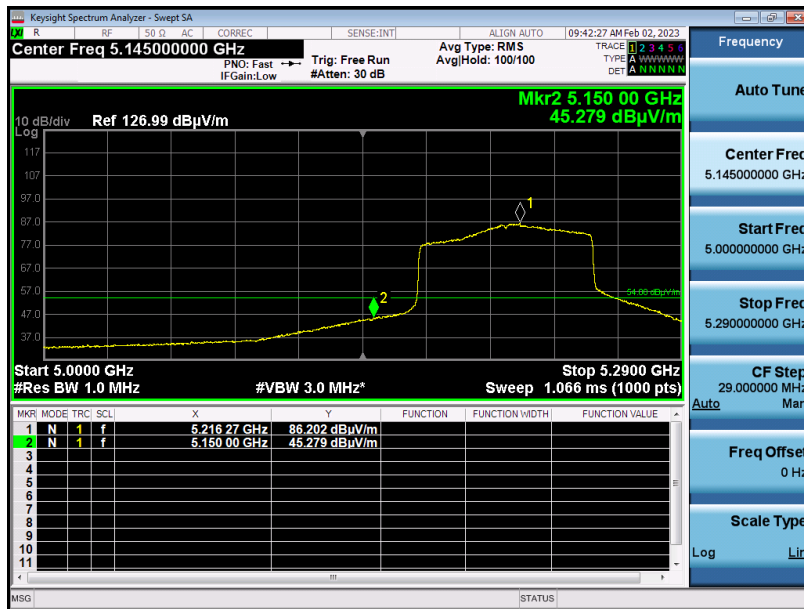 Keysight Spectrum Analyzer - Swept SA
LXI R RF 50 Ω AC CORREC SENSE:INT ALIGN AUTO 09:42:27 AM Feb 02, 2023
Center Freq 5.145000000 GHz
PNO: Fast
IFGain:Low
Trig: Free Run
#Atten: 30 dB
Avg Type: RMS
Avg|Hold: 100/100
TRACE 1 2 3 4 5 6
TYPE A WWWWW
DET A N N N N N
Mkr2 5.150 00 GHz
45.279 dBµV/m
10 dB/div Ref 126.99 dBµV/m
Log
117
107
97.0
87.0
77.0
67.0
57.0
47.0
37.0
1
2
54.00 dBµV/m
Start 5.0000 GHz Stop 5.2900 GHz
#Res BW 1.0 MHz #VBW 3.0 MHz* Sweep 1.066 ms (1000 pts)
MKR MODE TRC SCL X Y FUNCTION FUNCTION WIDTH FUNCTION VALUE
1 N 1 f 5.216 27 GHz 86.202 dBµV/m
2 N 1 f 5.150 00 GHz 45.279 dBµV/m
3
4
5
6
7
8
9
10
11
MSG STATUS
Frequency
Auto Tune
Center Freq
5.145000000 GHz
Start Freq
5.000000000 GHz
Stop Freq
5.290000000 GHz
CF Step
29.000000 MHz
Auto Man
Freq Offset
0 Hz
Scale Type
Log Lin